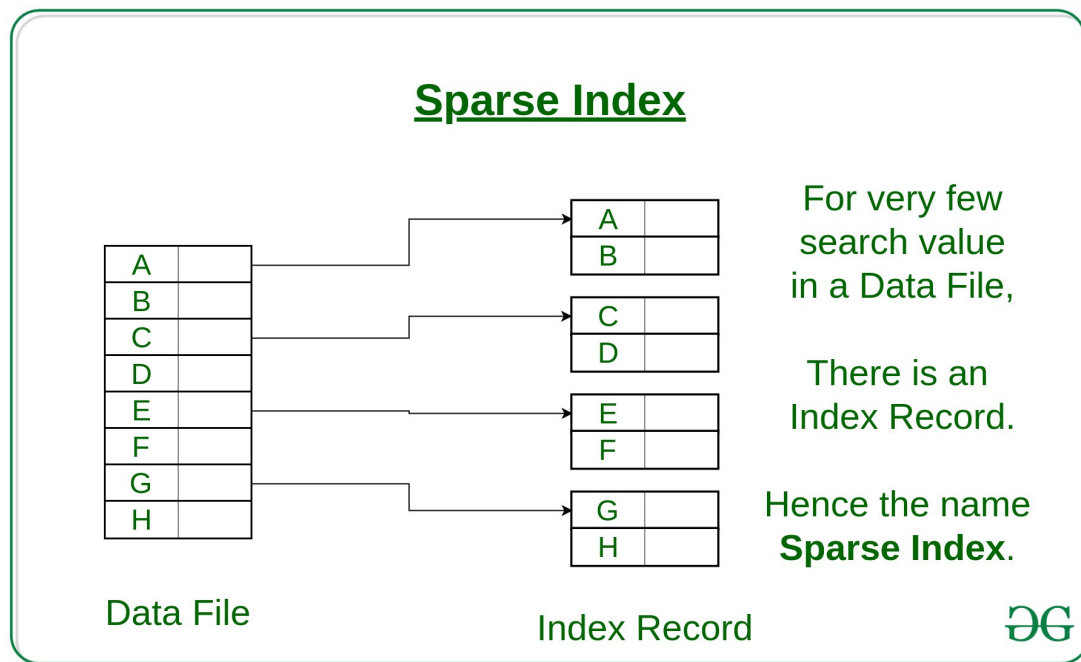 Sparse Index
A
B
C
D
E
F
G
H
Data File
A
B
C
D
E
F
G
H
Index Record
For very few
search value
in a Data File,
There is an
Index Record.
Hence the name
Sparse Index.